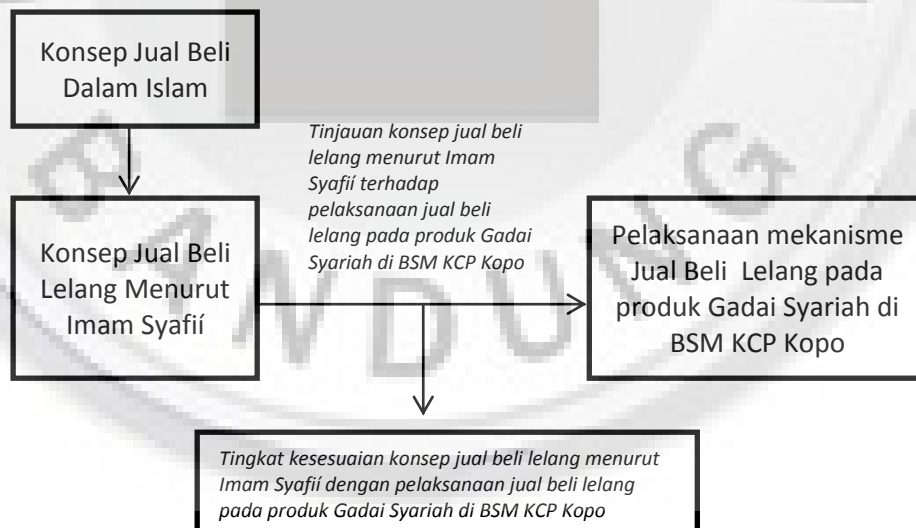 Konsep Jual Beli
Dalam Islam
Tinjauan konsep jual beli
lelang menurut Imam
Syafií terhadap
pelaksanaan jual beli
lelang pada produk Gadai
Syariah di BSM KCP Kopo
Konsep Jual Beli
Lelang Menurut
Imam Syafií
Pelaksanaan mekanisme
Jual Beli Lelang pada
produk Gadai Syariah di
BSM KCP Kopo
Tingkat kesesuaian konsep jual beli lelang menurut
Imam Syafií dengan pelaksanaan jual beli lelang
pada produk Gadai Syariah di BSM KCP Kopo
BANDUNG